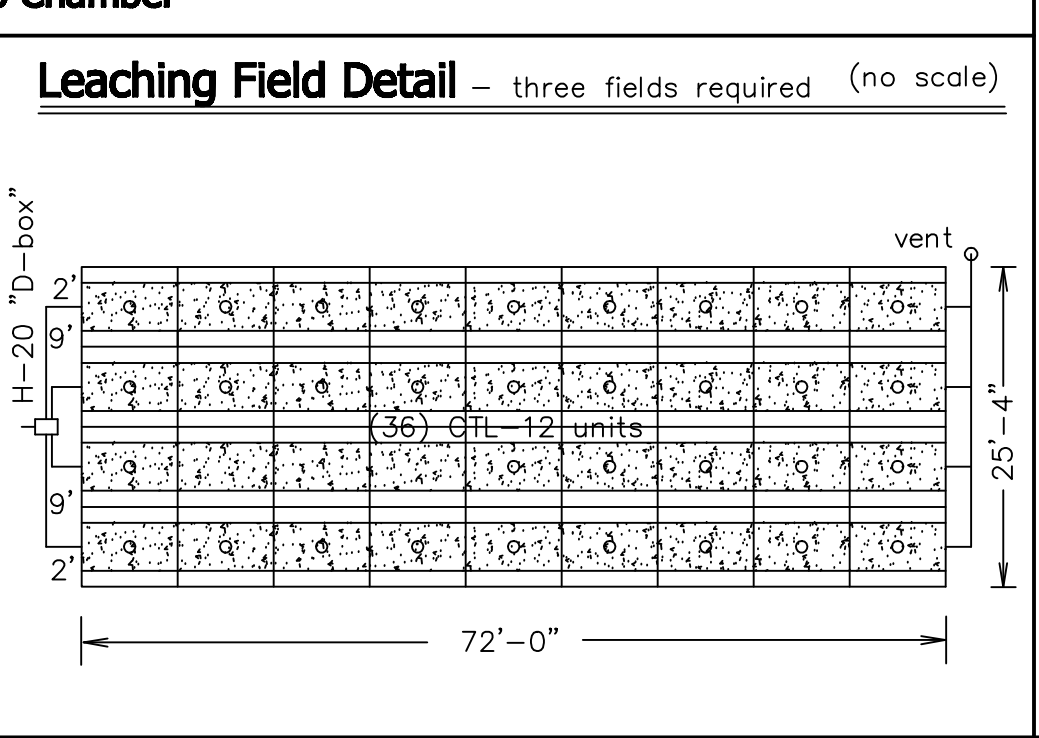 Chamber
Leaching Field Detail – three fields required (no scale)
H–20 "D–box"
vent
2'
9'
(36) CTL–12 units
9'
2'
25'–4"
72'–0"